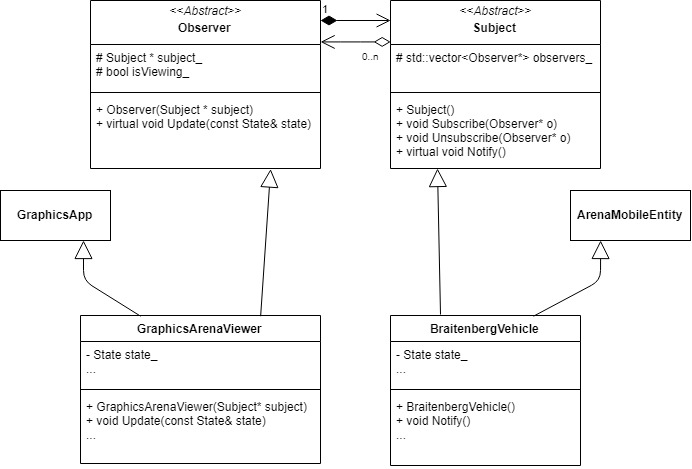 <<Abstract>>
Observer
# Subject * subject_
# bool isViewing_
+ Observer(Subject * subject)
+ virtual void Update(const State& state)
1
0..n
<<Abstract>>
Subject
# std::vector<Observer*> observers_
+ Subject()
+ void Subscribe(Observer* o)
+ void Unsubscribe(Observer* o)
+ virtual void Notify()
GraphicsApp
ArenaMobileEntity
GraphicsArenaViewer
- State state_
...
+ GraphicsArenaViewer(Subject* subject)
+ void Update(const State& state)
...
BraitenbergVehicle
- State state_
...
+ BraitenbergVehicle()
+ void Notify()
...